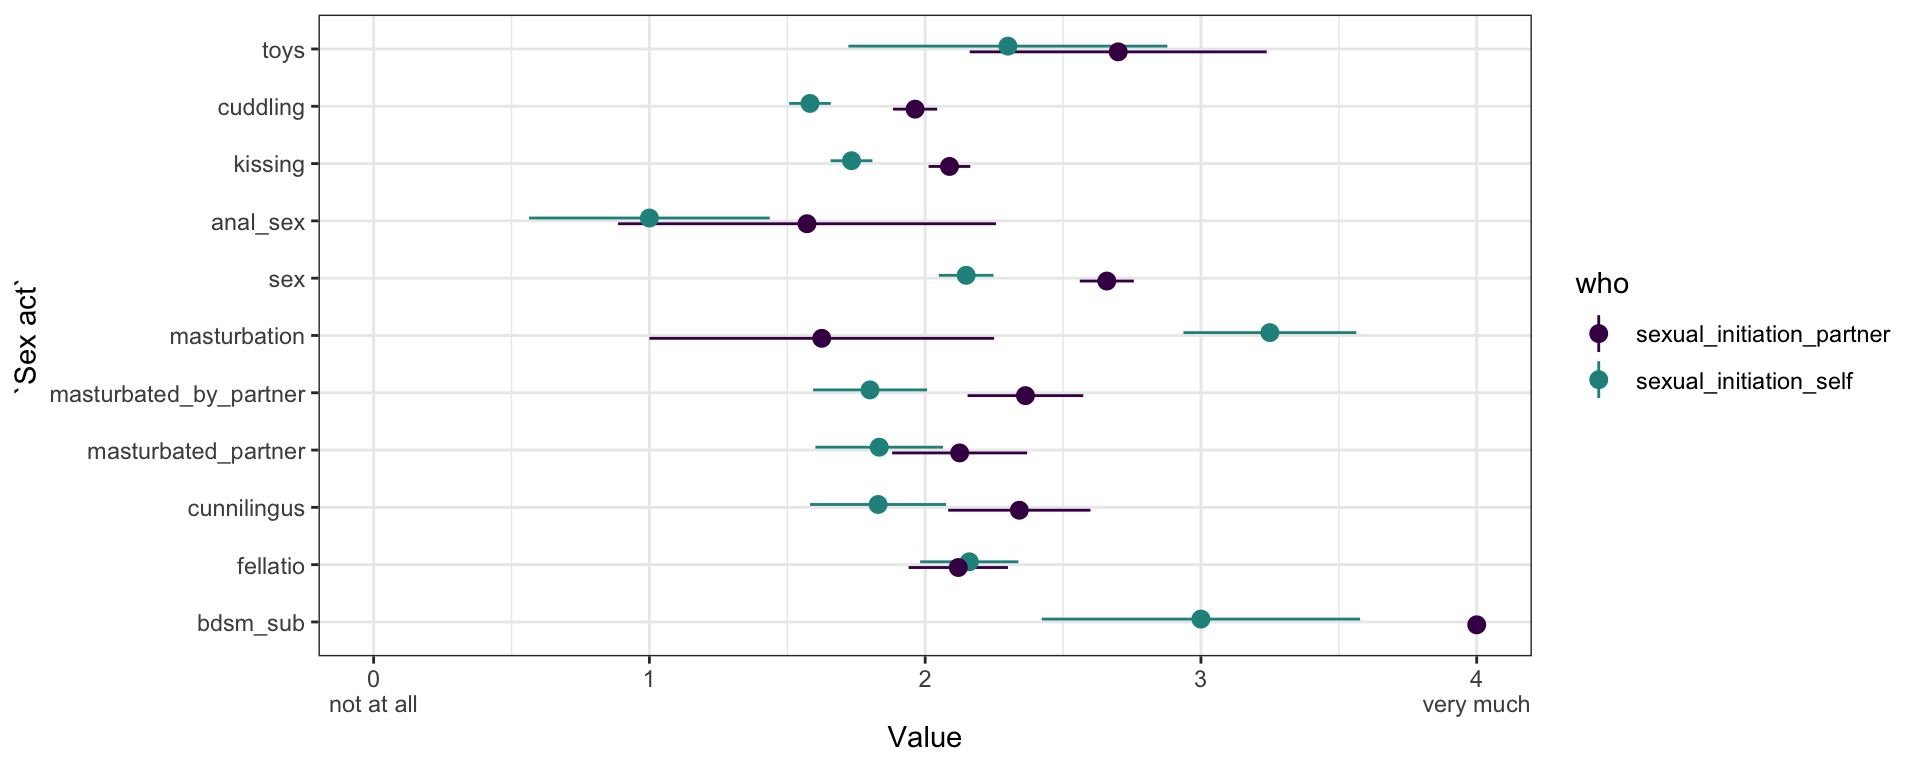 `Sex act`
toys
cuddling
kissing
anal_sex
sex
masturbation
masturbated_by_partner
masturbated_partner
cunnilingus
fellatio
bdsm_sub
0 1 2 3 4
not at all very much
Value
who
sexual_initiation_partner
sexual_initiation_self